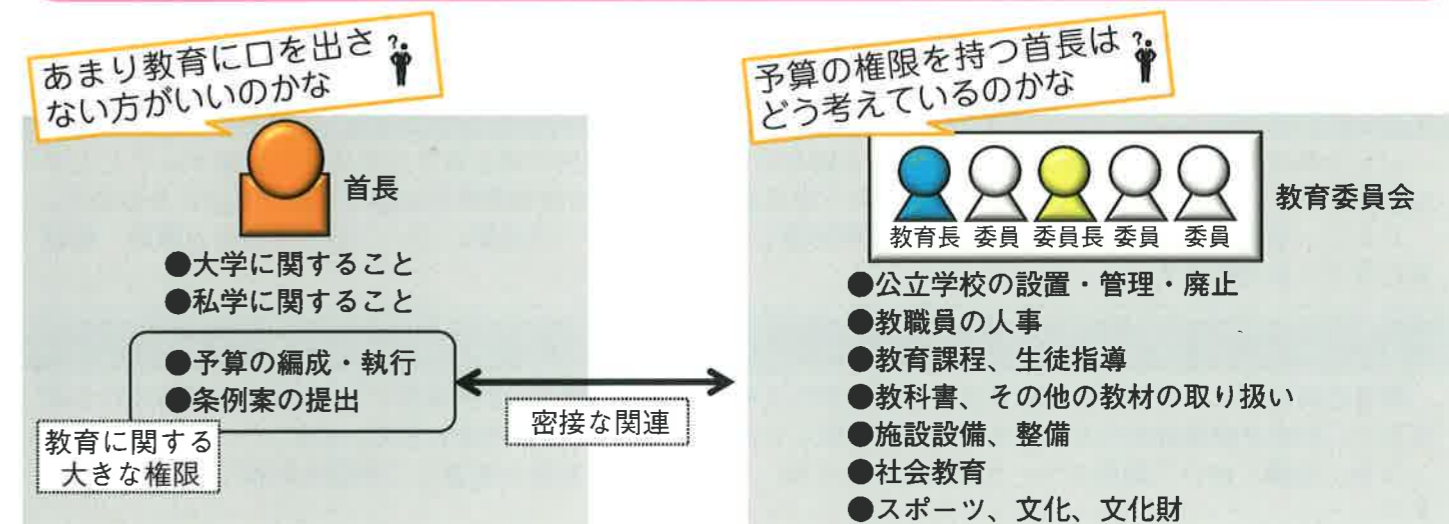 あまり教育に口を出さ
ない方がいいのかな
首長
●大学に関すること
●私学に関すること
●予算の編成・執行
●条例案の提出
教育に関する
大きな権限
密接な関連
予算の権限を持つ首長は
どう考えているのかな
教育長 委員 委員長 委員 委員
教育委員会
●公立学校の設置・管理・廃止
●教職員の人事
●教育課程、生徒指導
●教科書、その他の教材の取り扱い
●施設設備、整備
●社会教育
●スポーツ、文化、文化財